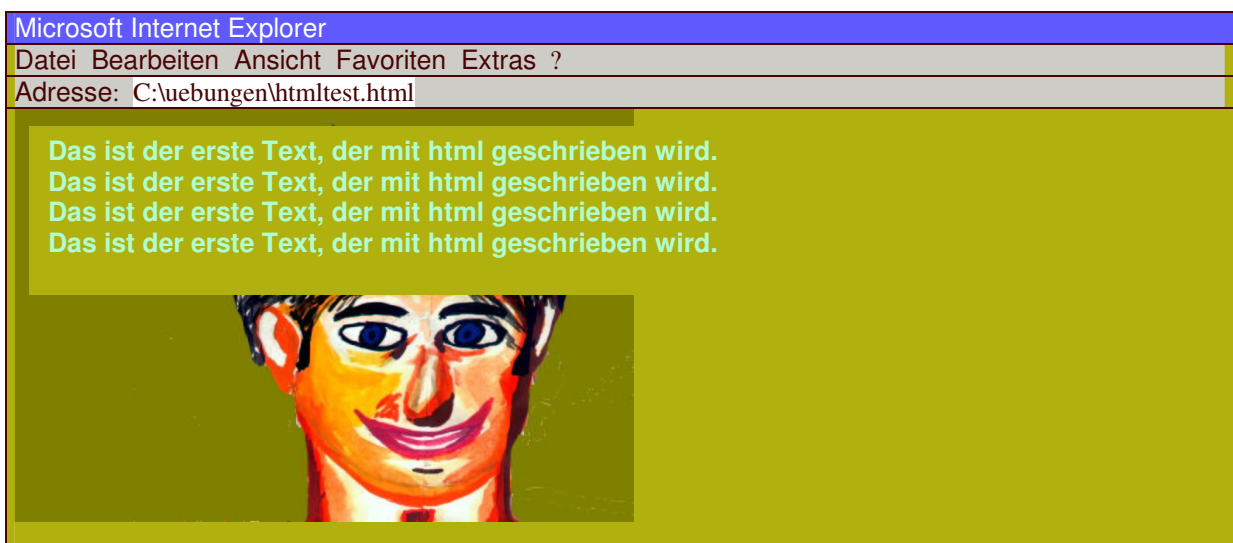 Microsoft Internet Explorer
Datei Bearbeiten Ansicht Favoriten Extras ?
Adresse: C:\uebungen\htmltest.html
Das ist der erste Text, der mit html geschrieben wird.
Das ist der erste Text, der mit html geschrieben wird.
Das ist der erste Text, der mit html geschrieben wird.
Das ist der erste Text, der mit html geschrieben wird.